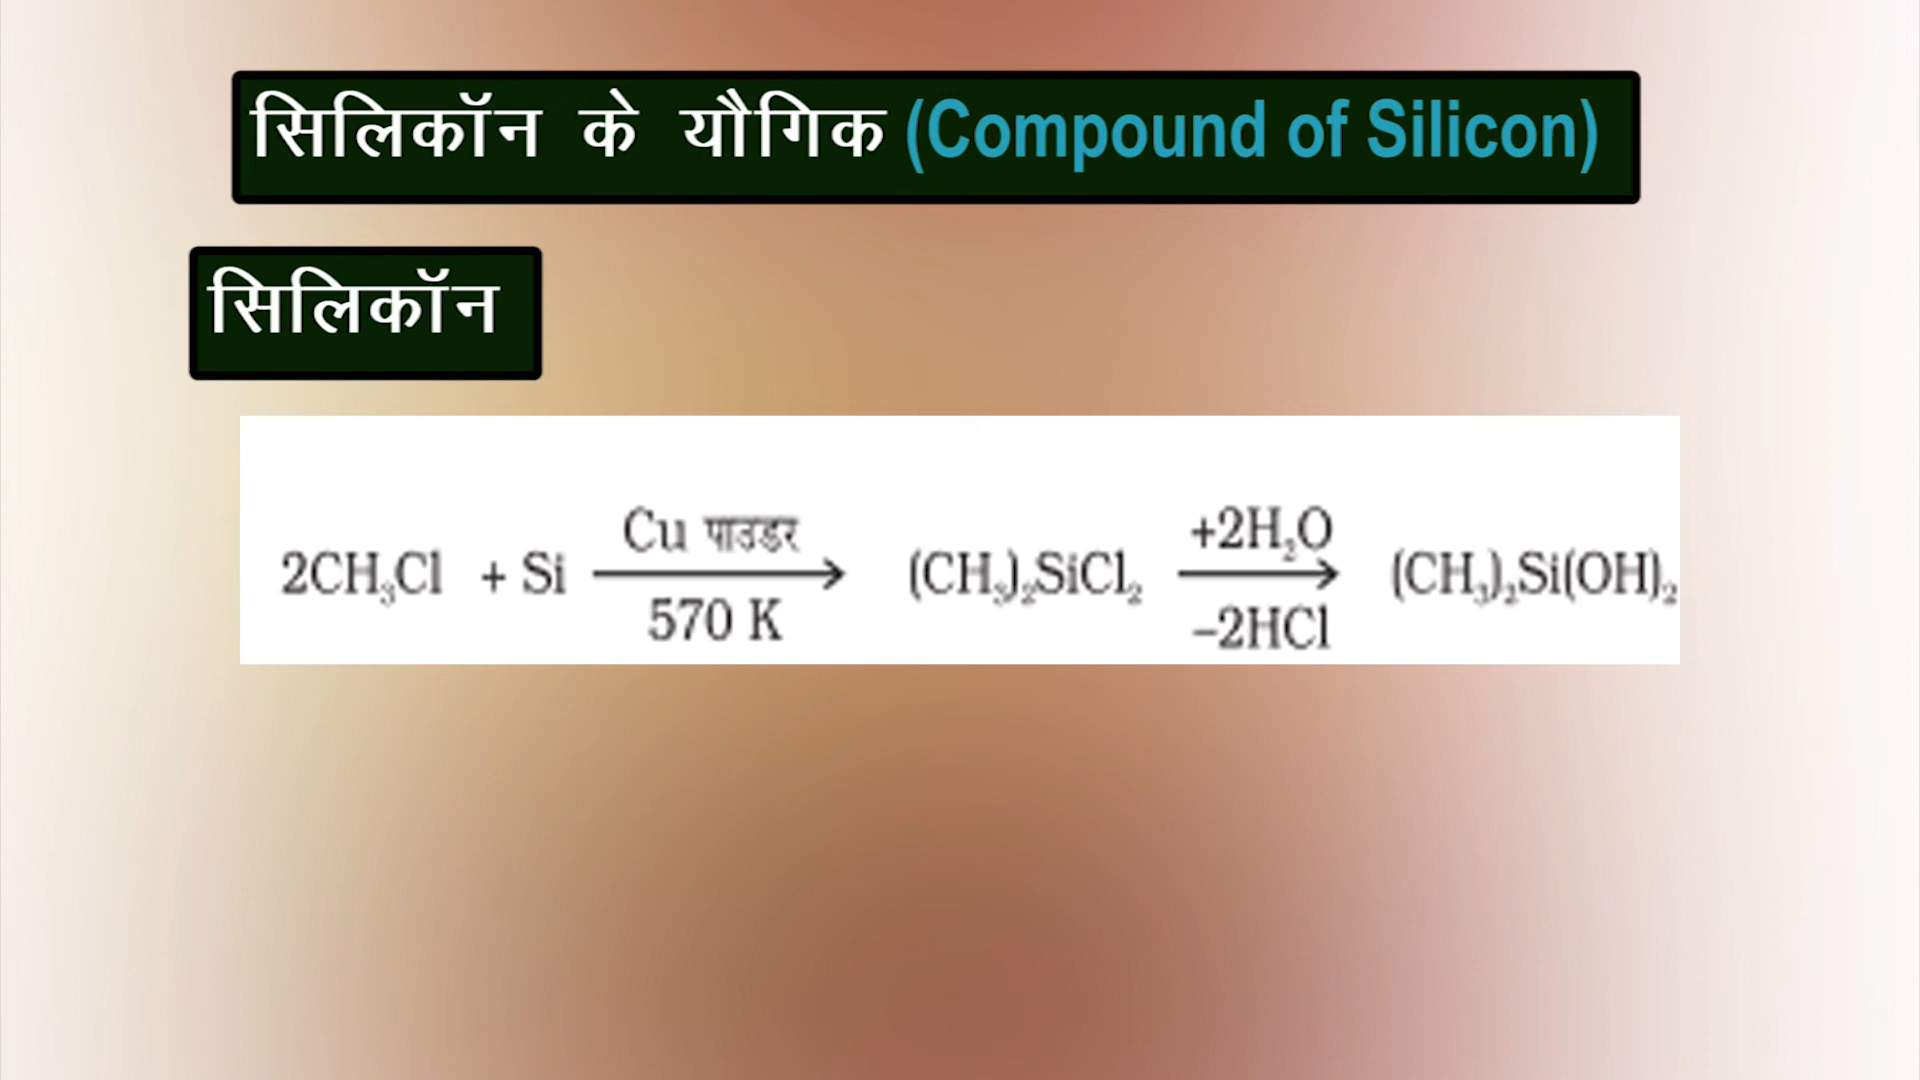 सिलिकॉन के यौगिक (Compound of Silicon)
सिलिकॉन
2CH₃Cl + Si Cu पाउडर ⟶ 570 K (CH₃)₂SiCl₂ +2H₂O ⟶ –2HCl (CH₃)₂Si(OH)₂